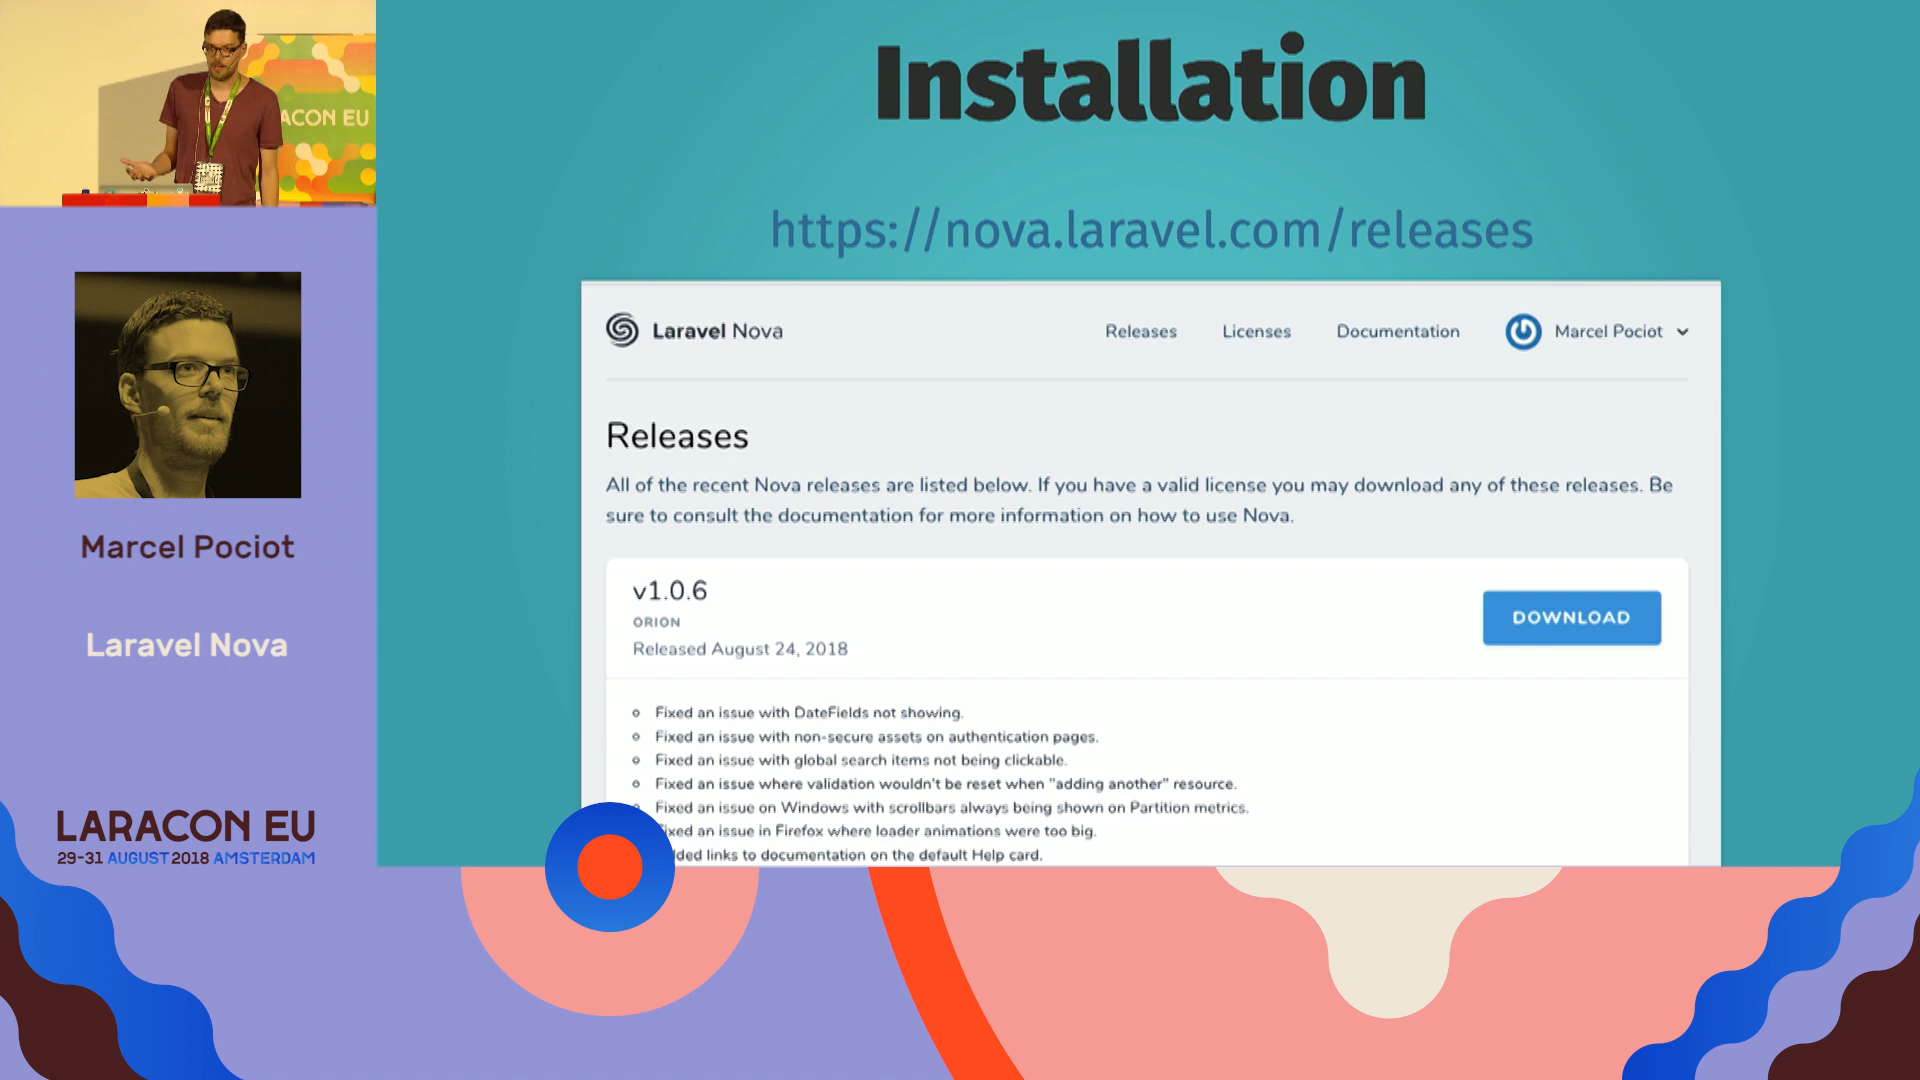 ACON EU
Marcel Pociot
Laravel Nova
LARACON EU
29-31 AUGUST 2018 AMSTERDAM
Installation
https://nova.laravel.com/releases
Laravel Nova
Releases
Licenses
Documentation
Marcel Pociot
Releases
All of the recent Nova releases are listed below. If you have a valid license you may download any of these releases. Be
sure to consult the documentation for more information on how to use Nova.
v1.0.6
ORION
Released August 24, 2018
DOWNLOAD
Fixed an issue with DateFields not showing.
Fixed an issue with non-secure assets on authentication pages.
Fixed an issue with global search items not being clickable.
Fixed an issue where validation wouldn't be reset when "adding another" resource.
Fixed an issue on Windows with scrollbars always being shown on Partition metrics.
ixed an issue in Firefox where loader animations were too big.
ded links to documentation on the default Help card.